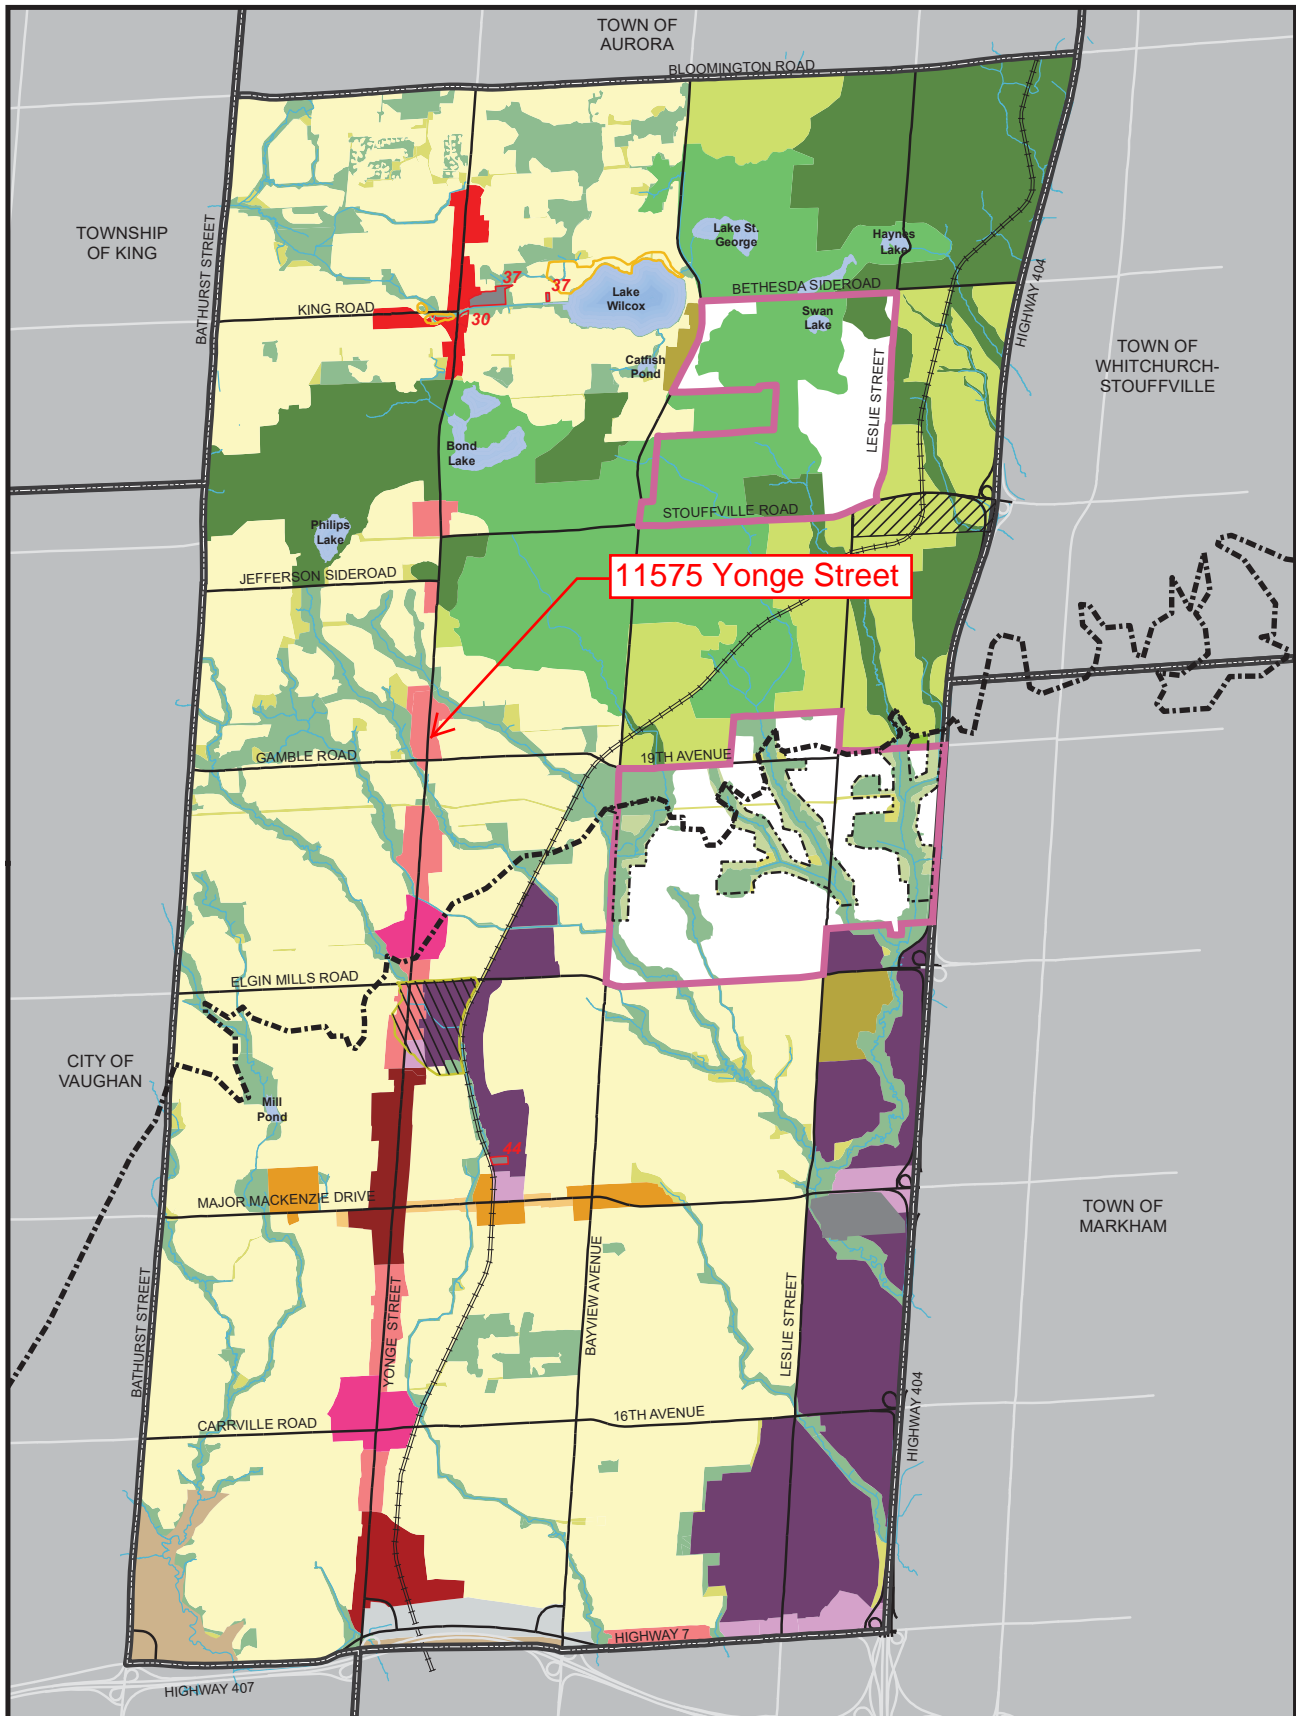 TOWN OF
AURORA
BLOOMINGTON ROAD
TOWNSHIP
OF KING
BATHURST STREET
Lake St.
George
Haynes
Lake
HIGHWAY 404
37
37
Lake
Wilcox
BETHESDA SIDEROAD
KING ROAD
30
Swan
Lake
TOWN OF
WHITCHURCH-
STOUFFVILLE
Catfish
Pond
LESLIE STREET
Bond
Lake
STOUFFVILLE ROAD
Philips
Lake
JEFFERSON SIDEROAD
11575 Yonge Street
GAMBLE ROAD
19TH AVENUE
ELGIN MILLS ROAD
CITY OF
VAUGHAN
Mill
Pond
44
MAJOR MACKENZIE DRIVE
TOWN OF
MARKHAM
BATHURST STREET
YONGE STREET
BAYVIEW AVENUE
LESLIE STREET
HIGHWAY 404
CARRVILLE ROAD
16TH AVENUE
HIGHWAY 7
HIGHWAY 407